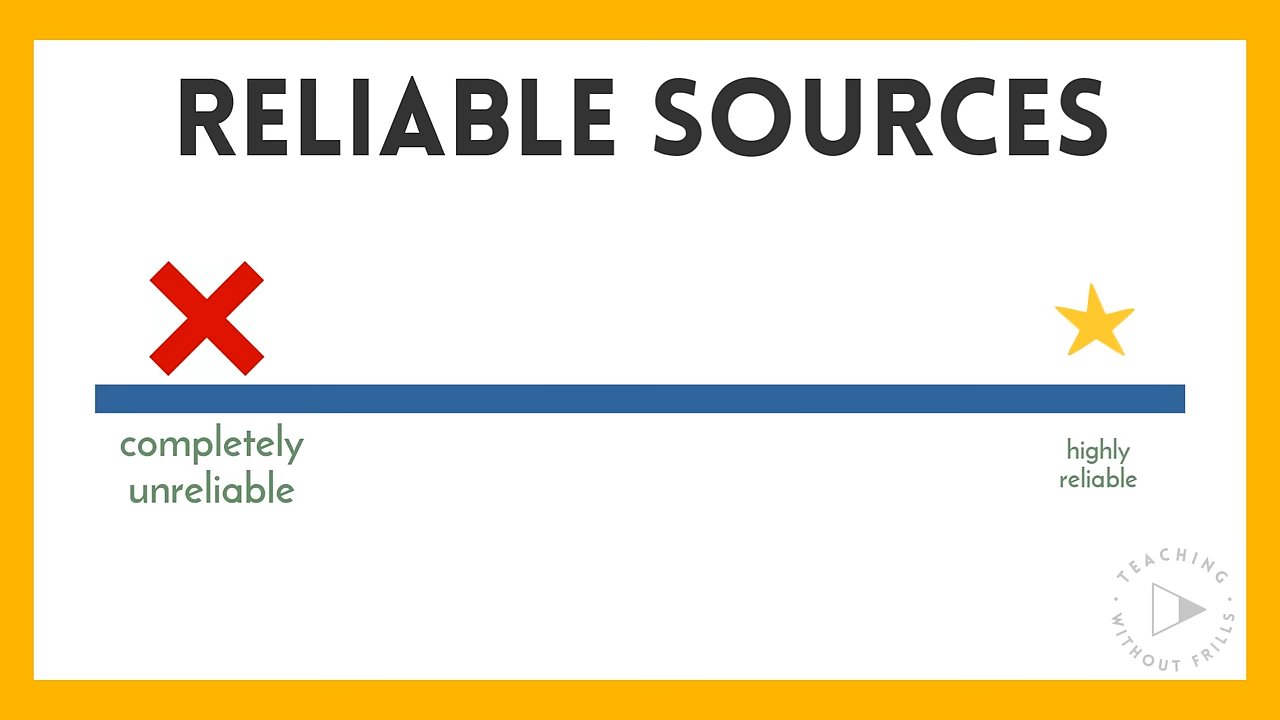 RELIABLE SOURCES
completely
unreliable
highly
reliable
TEACHING
WITHOUT FRILLS